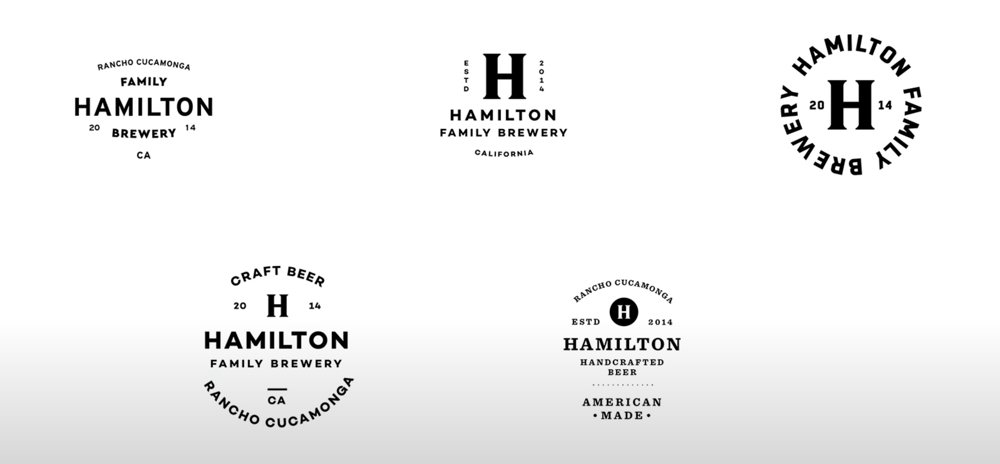 RANCHO CUCAMONGA
FAMILY
HAMILTON
20 BREWERY 14
CA
ESTD H 2014
HAMILTON
FAMILY BREWERY
CALIFORNIA
HAMILTON FAMILY BREWERY
20 H 14
CRAFT BEER
20 H 14
HAMILTON
FAMILY BREWERY
CA
RANCHO CUCAMONGA
RANCHO CUCAMONGA
H
ESTD 2014
HAMILTON
HANDCRAFTED
BEER
AMERICAN
• MADE •